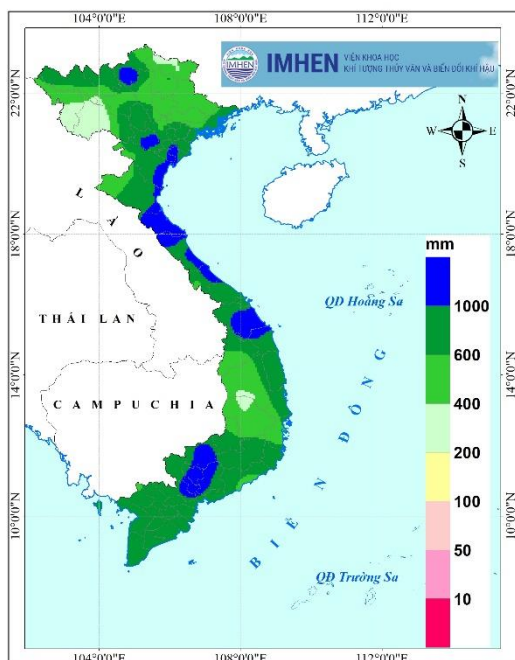 104°0'0"E 108°0'0"E 112°0'0"E
IMHEN
VIỆN KHOA HỌC
KHÍ TƯỢNG THỦY VĂN VÀ BIẾN ĐỔI KHÍ HẬU
22°0'0"N
22°0'0"N
N
W E
S
LÀO
18°0'0"N
18°0'0"N
mm
QĐ Hoàng Sa
1000
THÁI LAN
600
14°0'0"N
14°0'0"N
400
CAMPUCHIA
200
BIỂN ĐÔNG
100
10°0'0"N
10°0'0"N
50
QĐ Trường Sa
10
104°0'0"E 108°0'0"E 112°0'0"E